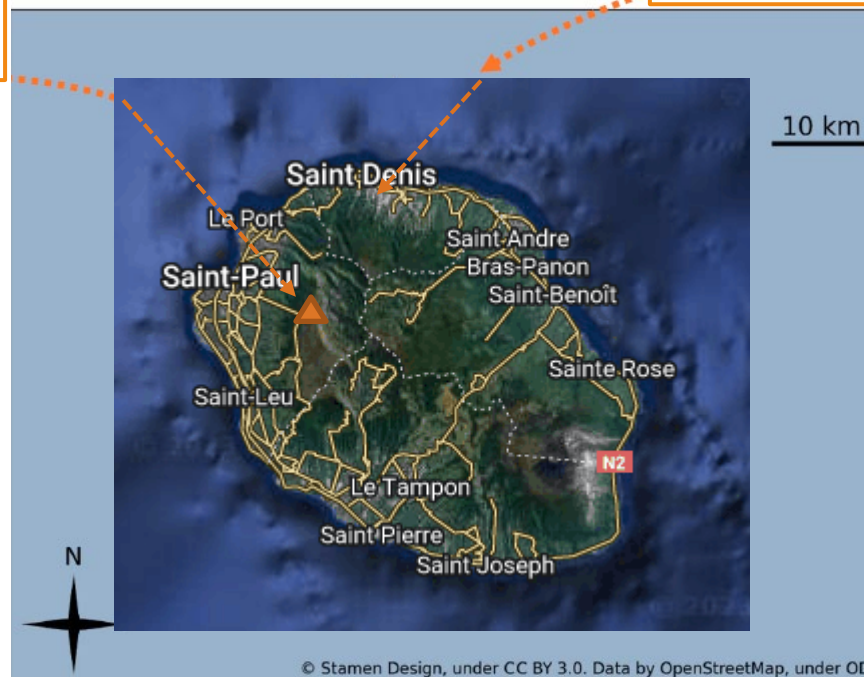 10 km
Saint Denis
Le Port
Saint-Andre
Bras-Panon
Saint-Paul
Saint-Benoît
Sainte Rose
Saint-Leu
N2
Le Tampon
Saint Pierre
Saint Joseph
N
© Stamen Design, under CC BY 3.0. Data by OpenStreetMap, under OD